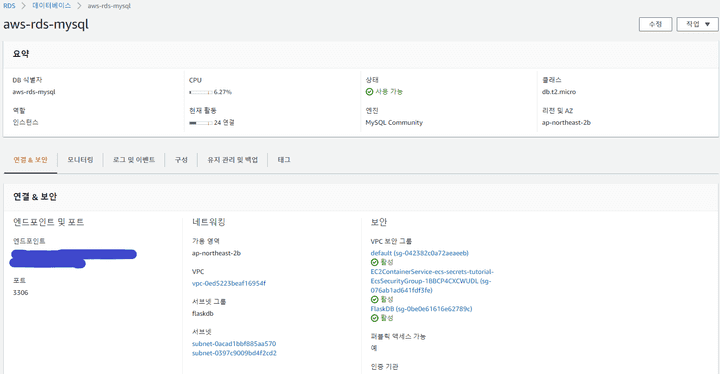 RDS > 데이터베이스 > aws-rds-mysql
aws-rds-mysql
수정
작업 ▼
요약
DB 식별자
aws-rds-mysql
CPU
6.27%
상태
사용 가능
클래스
db.t2.micro
역할
인스턴스
현재 활동
24 연결
엔진
MySQL Community
리전 및 AZ
ap-northeast-2b
연결 & 보안
모니터링
로그 및 이벤트
구성
유지 관리 및 백업
태그
연결 & 보안
엔드포인트 및 포트
엔드포인트
포트
3306
네트워킹
가용 영역
ap-northeast-2b
VPC
vpc-0ed5223beaf16954f
서브넷 그룹
flaskdb
서브넷
subnet-0acad1bbf885aa570
subnet-0397c9009bd4f2cd2
보안
VPC 보안 그룹
default (sg-042382c0a72aeaeeb)
활성
EC2ContainerService-ecs-secrets-tutorial-
EcsSecurityGroup-1BBCP4CXCWUDL (sg-
076ab1ad641fdf3fe)
활성
FlaskDB (sg-0be0e61616e62789c)
활성
퍼블릭 액세스 가능
예
인증 기관